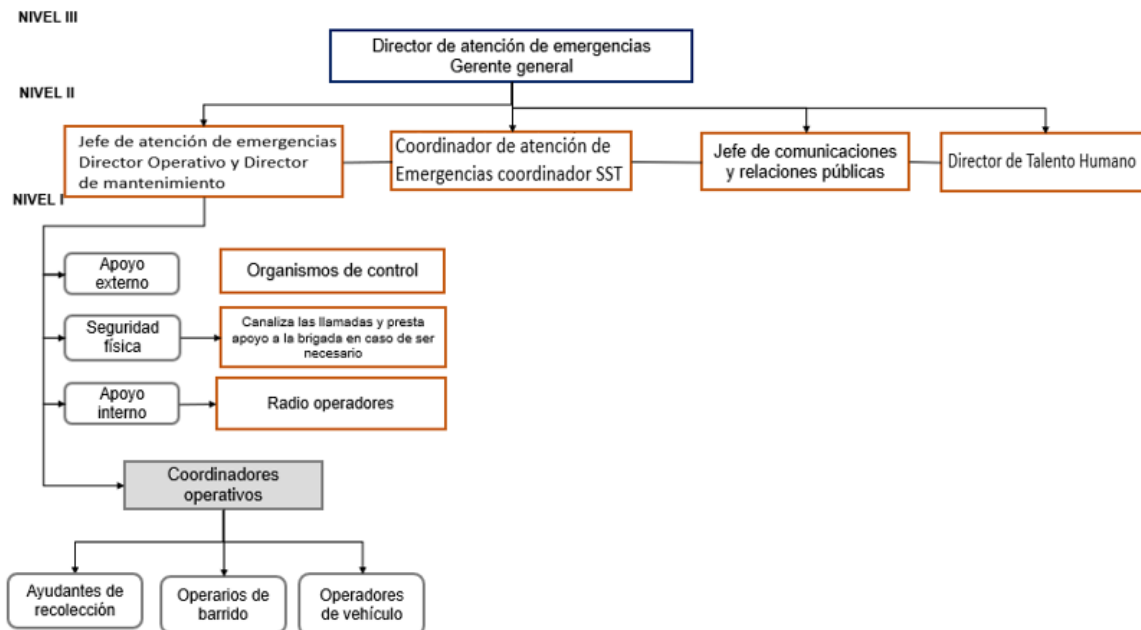 NIVEL III
Director de atención de emergencias
Gerente general
NIVEL II
Jefe de atención de emergencias
Director Operativo y Director
de mantenimiento
Coordinador de atención de
Emergencias coordinador SST
Jefe de comunicaciones
y relaciones públicas
Director de Talento Humano
NIVEL I
Apoyo
externo
Organismos de control
Seguridad
física
Canaliza las llamadas y presta
apoyo a la brigada en caso de ser
necesario
Apoyo
interno
Radio operadores
Coordinadores
operativos
Ayudantes de
recolección
Operarios de
barrido
Operadores
de vehículo